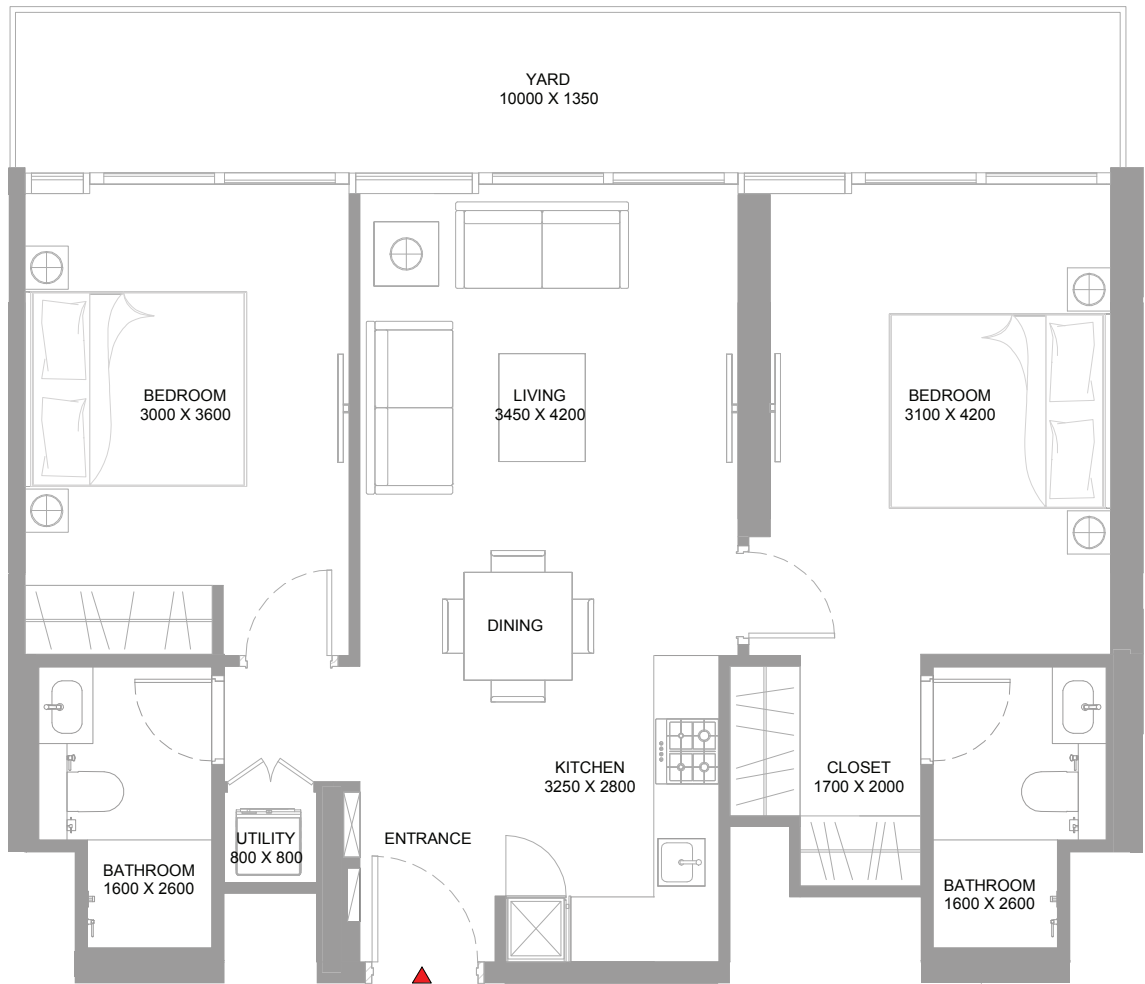 YARD
10000 X 1350
BEDROOM
3000 X 3600
LIVING
3450 X 4200
BEDROOM
3100 X 4200
DINING
KITCHEN
3250 X 2800
CLOSET
1700 X 2000
ENTRANCE
UTILITY
800 X 800
BATHROOM
1600 X 2600
BATHROOM
1600 X 2600